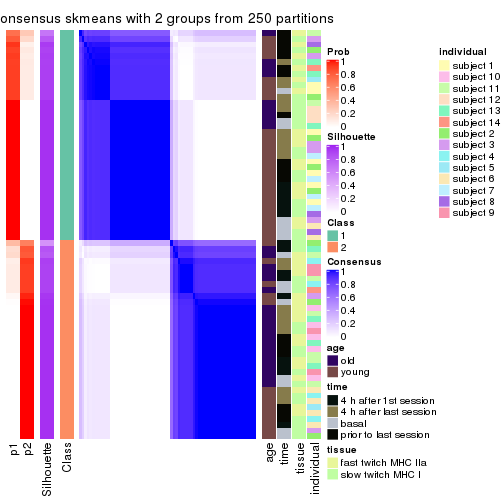 onsensus skmeans with 2 groups from 250 partitions
Prob
1
0.8
0.6
0.4
0.2
0
Silhouette
1
0.8
0.6
0.4
0.2
0
Class
1
2
Consensus
1
0.8
0.6
0.4
0.2
0
age
old
young
time
4 h after 1st session
4 h after last session
basal
prior to last session
tissue
fast twitch MHC IIa
slow twitch MHC I
individual
subject 1
subject 10
subject 11
subject 12
subject 13
subject 14
subject 2
subject 3
subject 4
subject 5
subject 6
subject 7
subject 8
subject 9
p1
p2
Silhouette
Class
age
time
tissue
individual